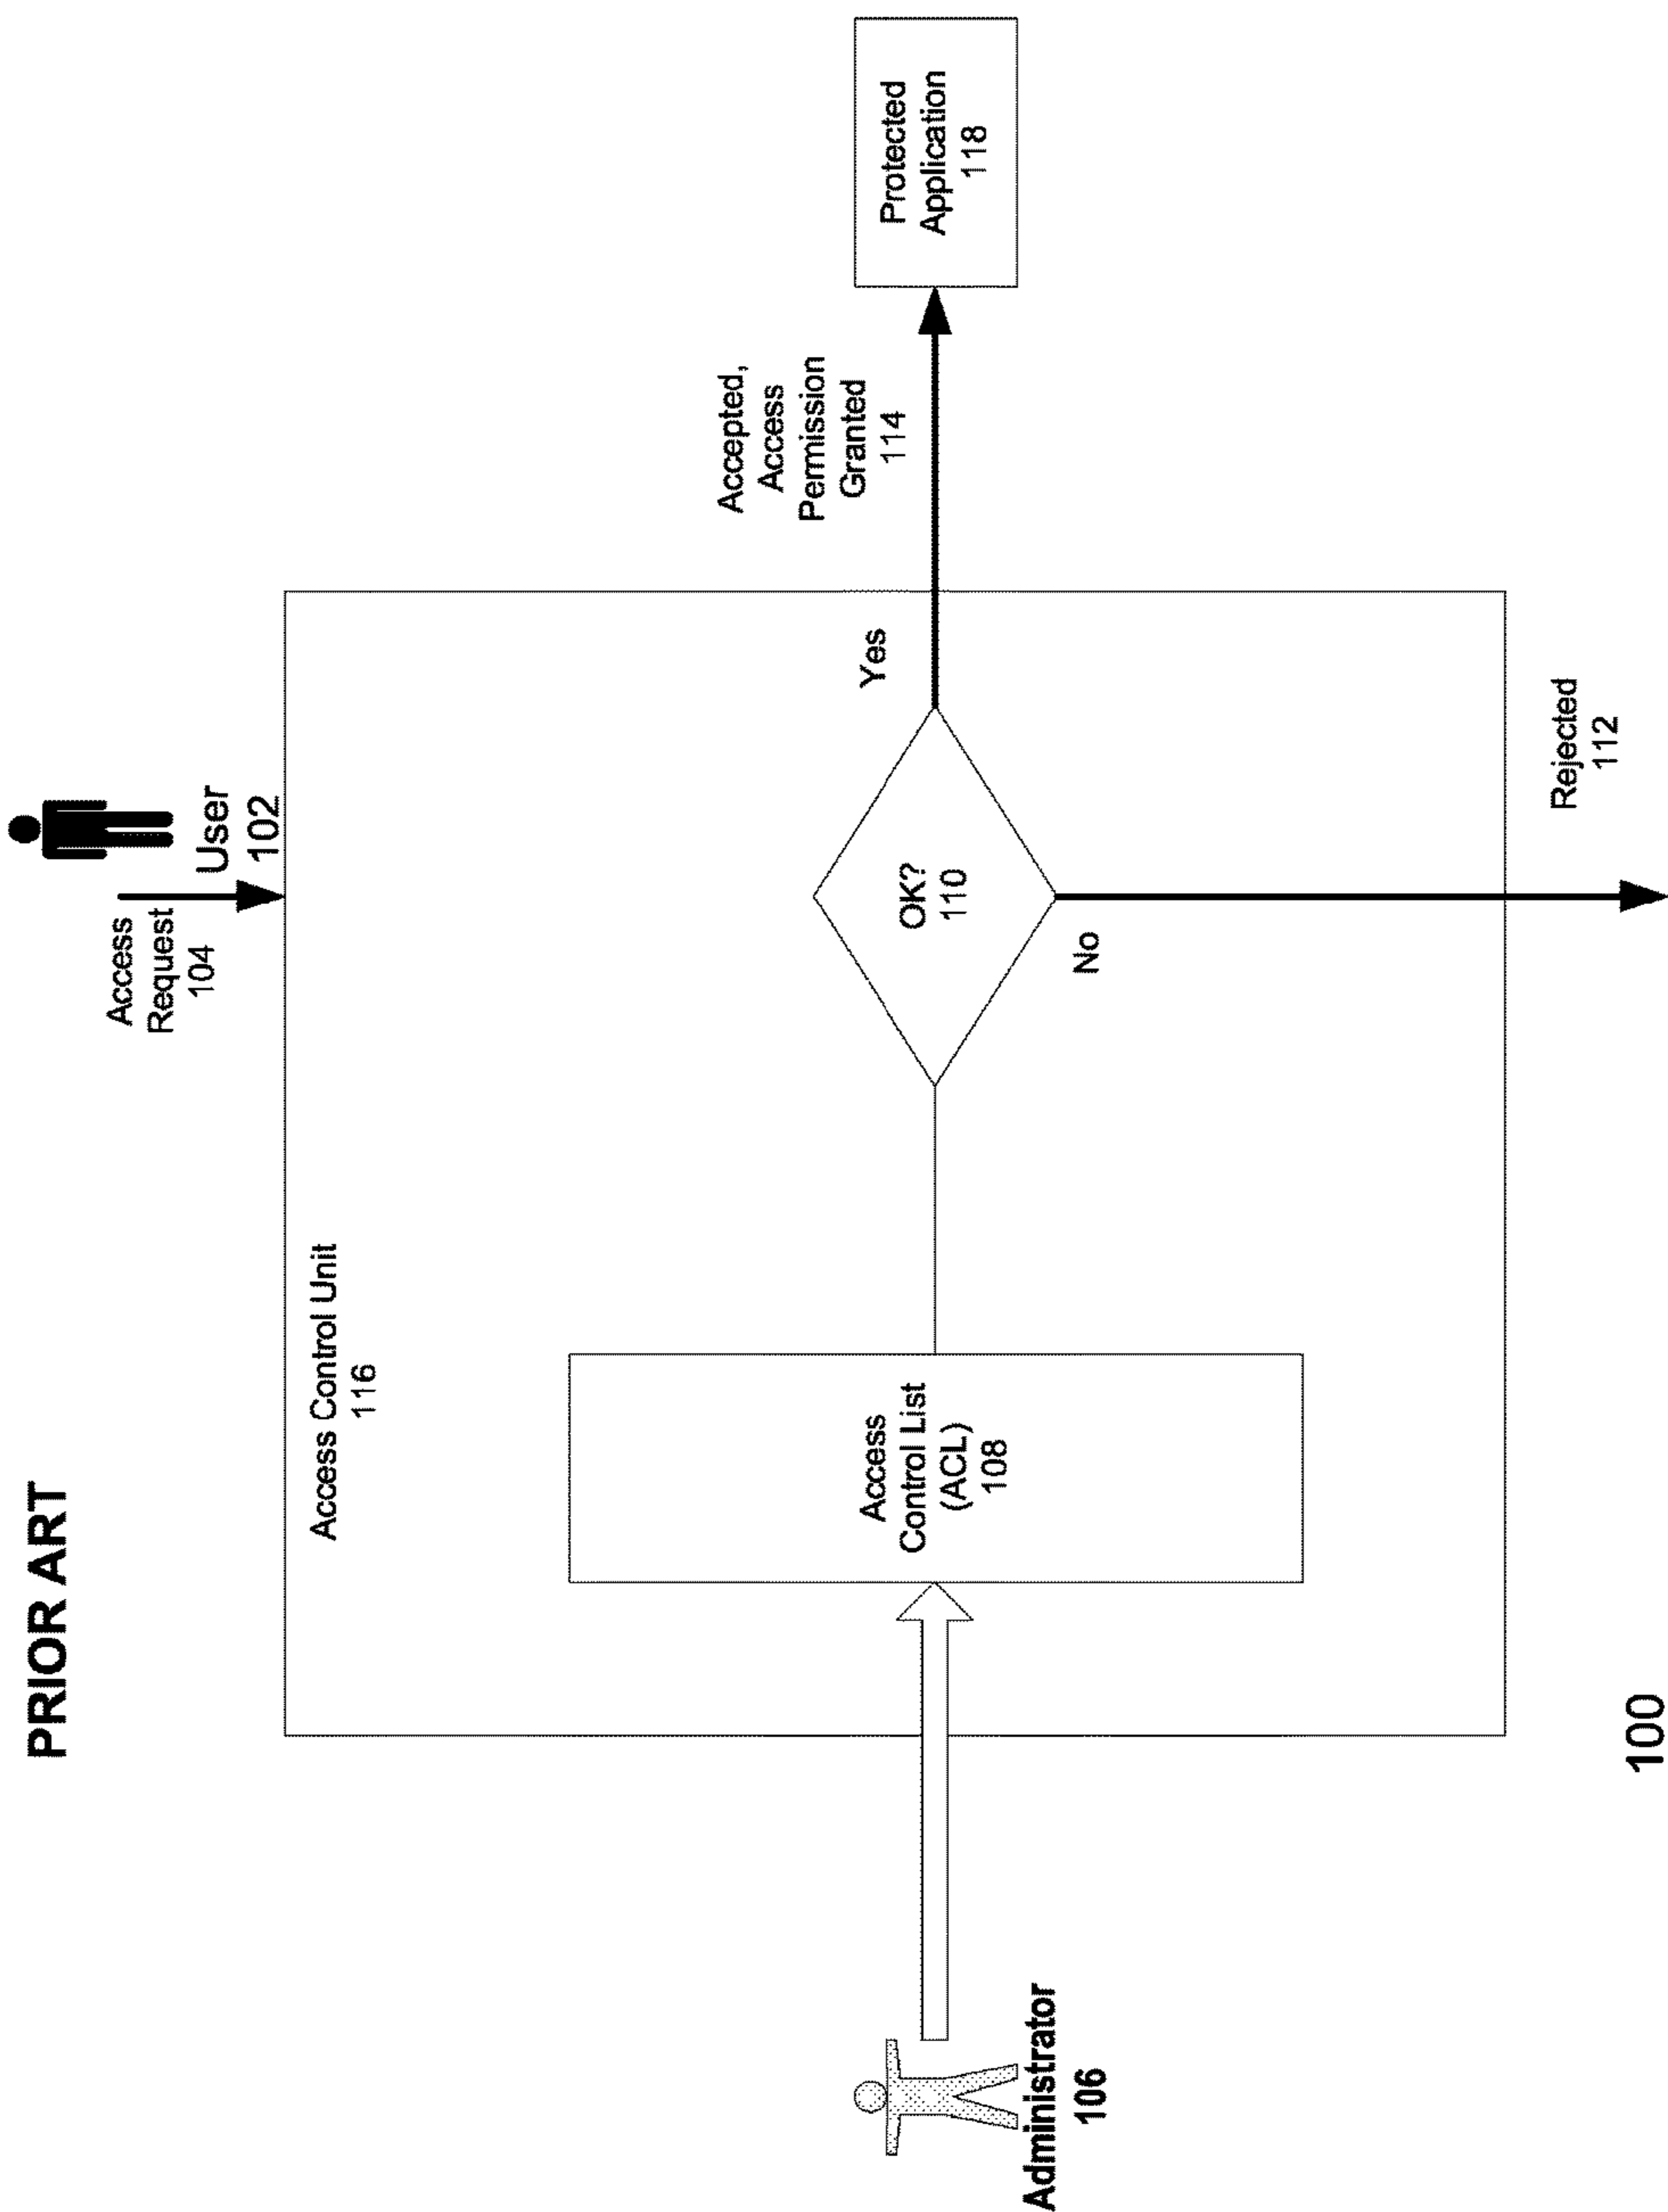 PRIOR ART
User
102
Access
Request
104
Access Control Unit
116
Accepted,
Access
Permission
Granted
114
Yes
Protected
Application
118
OK?
110
No
Access
Control List
(ACL)
108
Administrator
106
Rejected
112
100